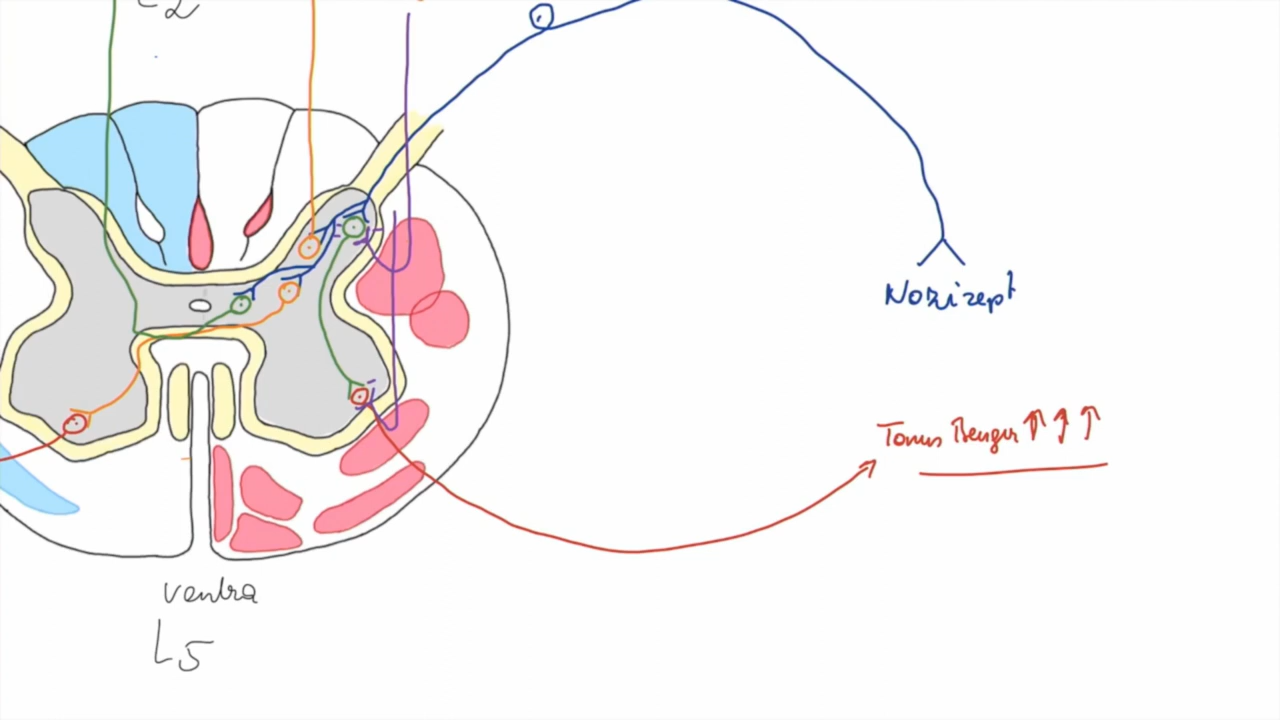 Nozizept
Tonus Beuger ↑ ↑ ↑
ventra
L5